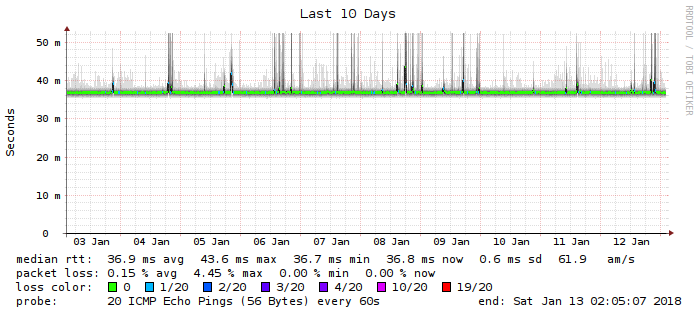 Last 10 Days
RRDTOOL / TOBI OETIKER
Seconds
50 m
40 m
30 m
20 m
10 m
0
03 Jan 04 Jan 05 Jan 06 Jan 07 Jan 08 Jan 09 Jan 10 Jan 11 Jan 12 Jan
median rtt: 36.9 ms avg 43.6 ms max 36.7 ms min 36.8 ms now 0.6 ms sd 61.9 am/s
packet loss: 0.15 % avg 4.45 % max 0.00 % min 0.00 % now
loss color: 0 1/20 2/20 3/20 4/20 10/20 19/20
probe: 20 ICMP Echo Pings (56 Bytes) every 60s end: Sat Jan 13 02:05:07 2018